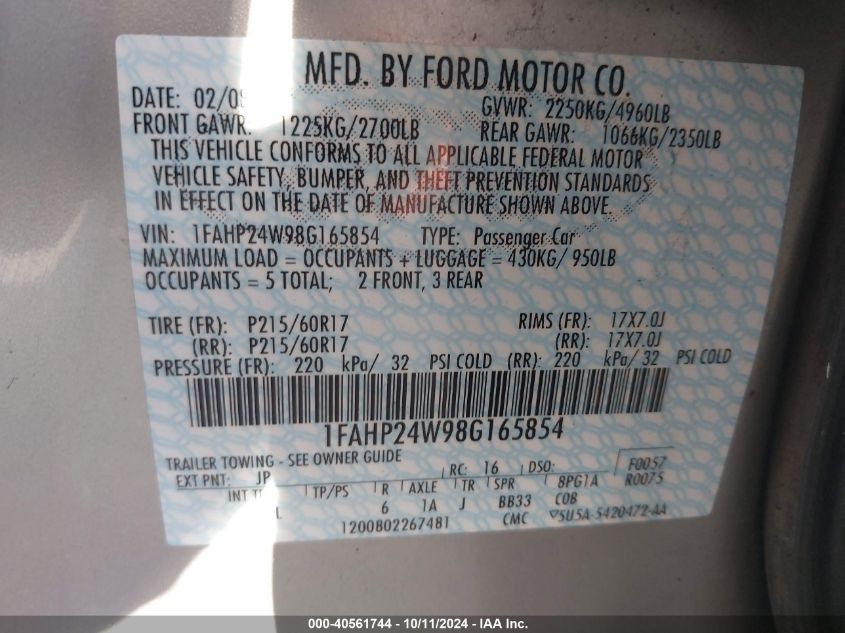 MFD. BY FORD MOTOR CO.
DATE: 02/0
GVWR: 2250KG/4960LB
FRONT GAWR: 1225KG/2700LB
REAR GAWR: 1066KG/2350LB
THIS VEHICLE CONFORMS TO ALL APPLICABLE FEDERAL MOTOR
VEHICLE SAFETY, BUMPER, AND THEFT PREVENTION STANDARDS
IN EFFECT ON THE DATE OF MANUFACTURE SHOWN ABOVE.
VIN: 1FAHP24W98G165854 TYPE: Passenger Car
MAXIMUM LOAD = OCCUPANTS + LUGGAGE = 430KG/ 950LB
OCCUPANTS = 5 TOTAL; 2 FRONT, 3 REAR
TIRE (FR): P215/60R17 RIMS (FR): 17X7.0J
(RR): P215/60R17 (RR): 17X7.0J
PRESSURE (FR): 220 kPa/ 32 PSI COLD (RR): 220 kPa/ 32 PSI COLD
1FAHP24W98G165854
TRAILER TOWING - SEE OWNER GUIDE
EXT PNT: JP RC: 16 DSO: F0057
INT TP/PS R AXLE TR SPR 8PG1A R0075
L 6 1A J BB33 C0B
1200802267481 CMC ▽5U5A-5420472-AA
000-40561744 - 10/11/2024 - IAA Inc.